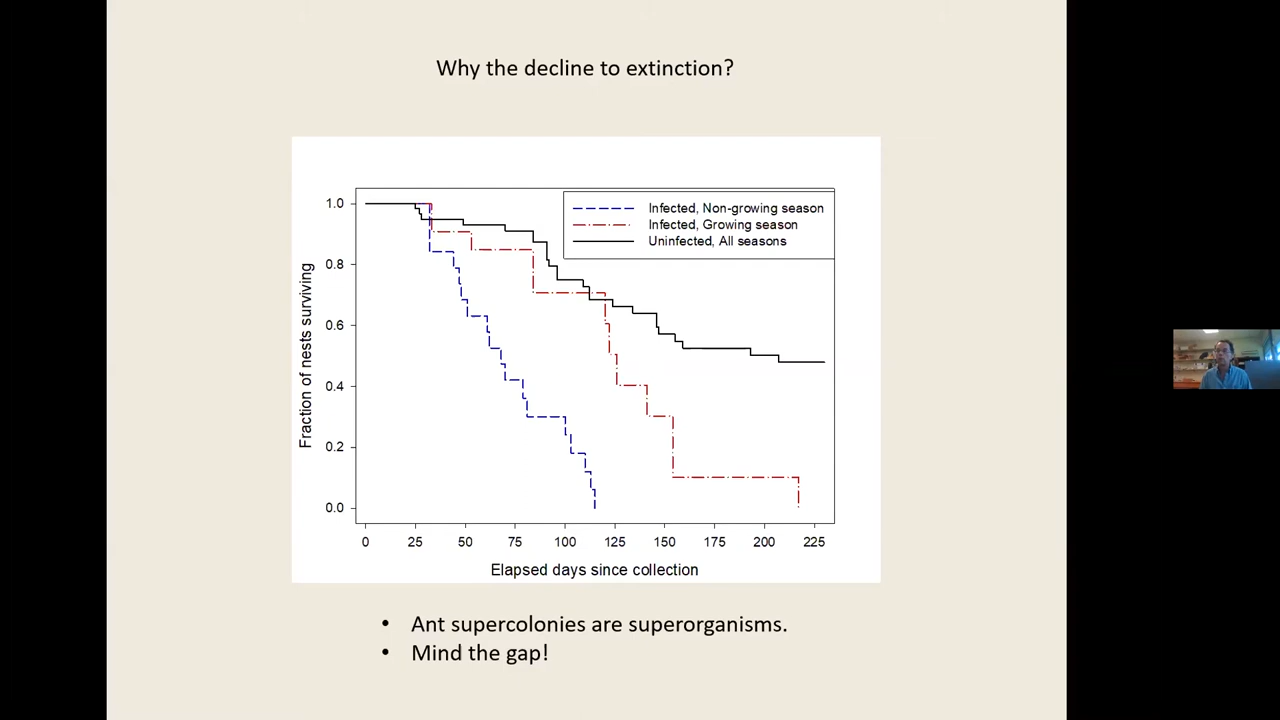 Why the decline to extinction?
Infected, Non-growing season
Infected, Growing season
Uninfected, All seasons
Fraction of nests surviving
1.0
0.8
0.6
0.4
0.2
0.0
0 25 50 75 100 125 150 175 200 225
Elapsed days since collection
• Ant supercolonies are superorganisms.
• Mind the gap!